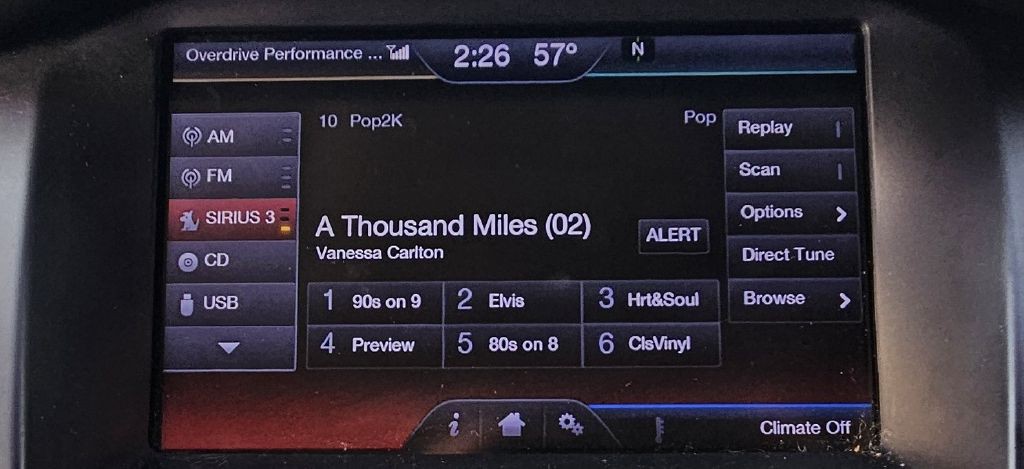 Overdrive Performance ...
2:26 57°
N
AM
FM
SIRIUS 3
CD
USB
10 Pop2K
Pop
A Thousand Miles (02)
Vanessa Carlton
ALERT
1 90s on 9
2 Elvis
3 Hrt&Soul
4 Preview
5 80s on 8
6 ClsVinyl
Replay
Scan
Options
Direct Tune
Browse
i
Climate Off